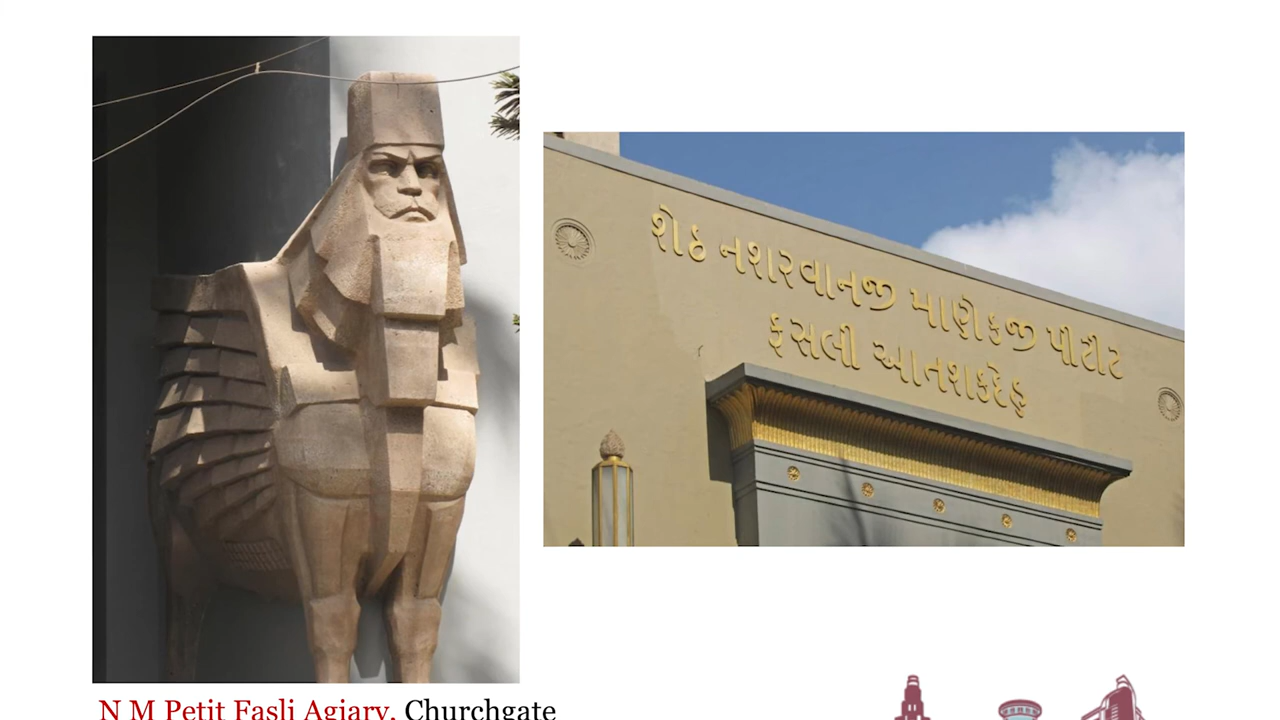 શેઠ નશરવાનજી માણેકજી પીટીટ
ફસલી આતશકદેહ
N M Petit Fasli Agiary, Churchgate